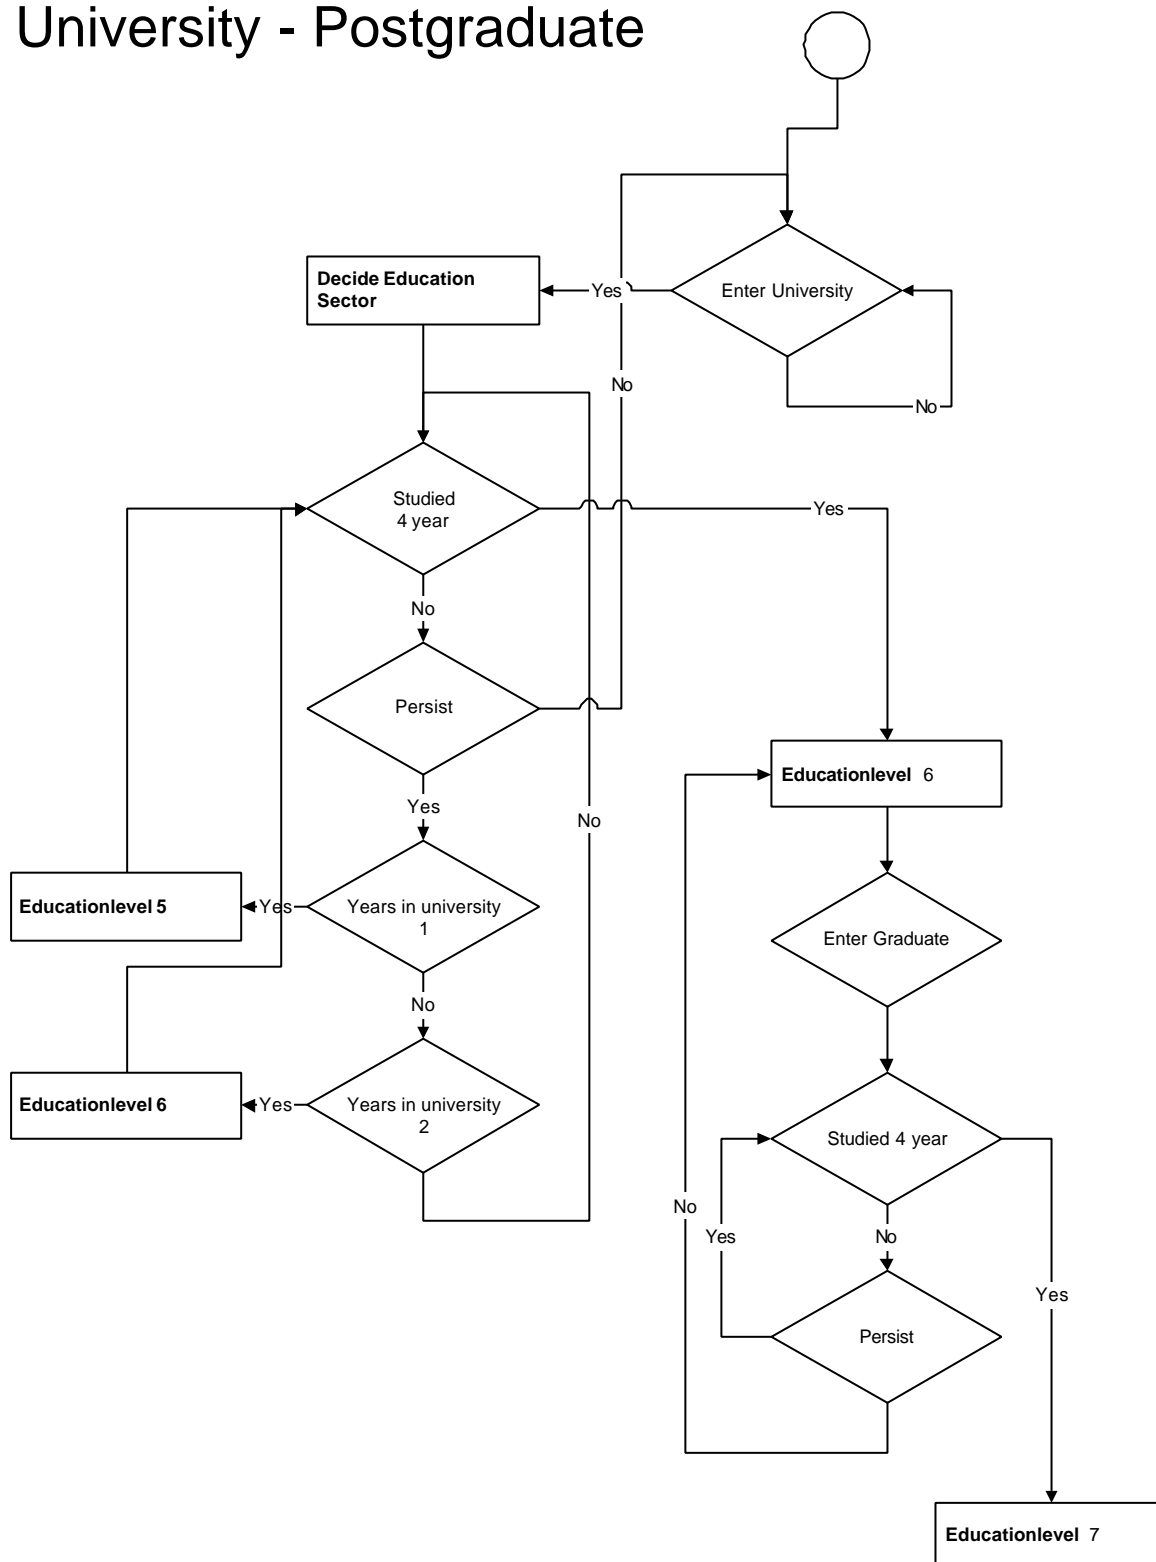 University - Postgraduate
Decide Education
Sector
Yes
Enter University
No
No
Studied
4 year
Yes
No
Persist
Yes
No
Educationlevel 6
Educationlevel 5
Yes
Years in university
1
Enter Graduate
No
Educationlevel 6
Yes
Years in university
2
Studied 4 year
No
Yes
No
Yes
Persist
Educationlevel 7